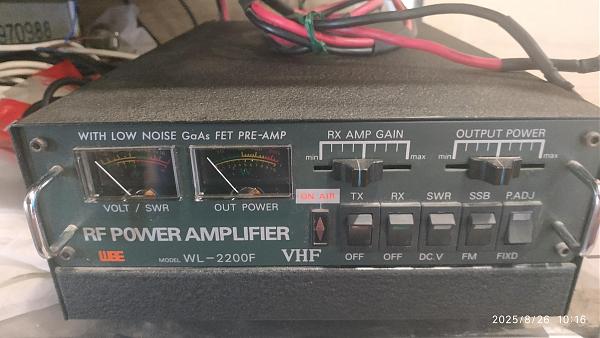 970988
WITH LOW NOISE GaAs FET PRE-AMP
RX AMP GAIN
OUTPUT POWER
min
max
min
max
VOLT / SWR
OUT POWER
ON AIR
TX
RX
SWR
SSB
P.ADJ
RF POWER AMPLIFIER
WBE
MODEL WL-2200F
VHF
OFF
OFF
DC.V
FM
FIXD
2025/8/26 10:16